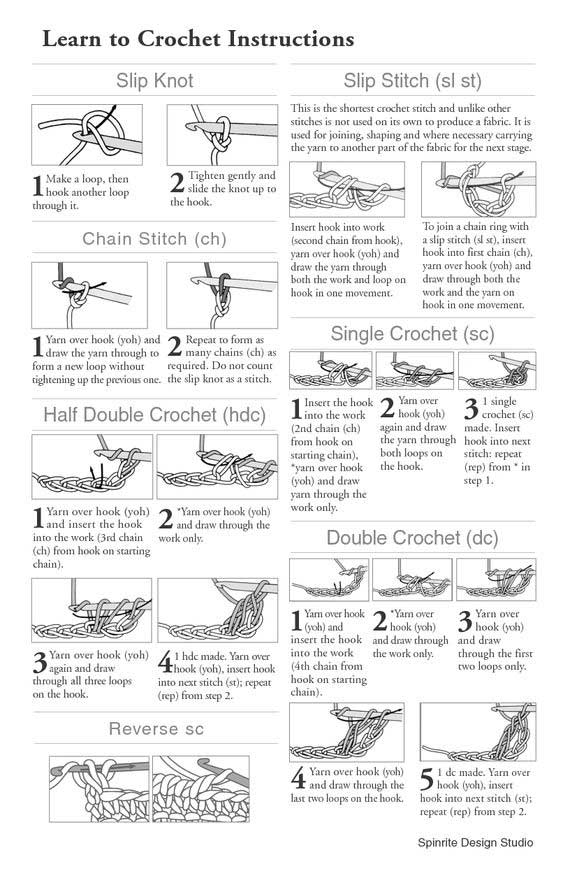 Learn to Crochet Instructions
Slip Knot
1 Make a loop, then
hook another loop
through it.
2 Tighten gently and
slide the knot up to
the hook.
Chain Stitch (ch)
1 Yarn over hook (yoh) and
draw the yarn through to
form a new loop without
tightening up the previous one.
2 Repeat to form as
many chains (ch) as
required. Do not count
the slip knot as a stitch.
Half Double Crochet (hdc)
1 Yarn over hook (yoh)
and insert the hook
into the work (3rd chain
(ch) from hook on starting
chain).
2 *Yarn over hook (yoh)
and draw through the
work only.
3 Yarn over hook (yoh)
again and draw
through all three loops
on the hook.
4 1 hdc made. Yarn over
hook (yoh), insert hook
into next stitch (st); repeat
(rep) from step 2.
Reverse sc
Slip Stitch (sl st)
This is the shortest crochet stitch and unlike other
stitches is not used on its own to produce a fabric. It is
used for joining, shaping and where necessary carrying
the yarn to another part of the fabric for the next stage.
Insert hook into work
(second chain from hook),
yarn over hook (yoh) and
draw the yarn through
both the work and loop on
hook in one movement.
To join a chain ring with
a slip stitch (sl st), insert
hook into first chain (ch),
yarn over hook (yoh) and
draw through both the
work and the yarn on
hook in one movement.
Single Crochet (sc)
1 Insert the hook
into the work
(2nd chain (ch)
from hook on
starting chain),
*yarn over hook
(yoh) and draw
yarn through the
work only.
2 Yarn over
hook (yoh)
again and draw
the yarn through
both loops on
the hook.
3 1 single
crochet (sc)
made. Insert
hook into next
stitch: repeat
(rep) from * in
step 1.
Double Crochet (dc)
1 Yarn over hook
(yoh) and
insert the hook
into the work
(4th chain from
hook on starting
chain).
2 *Yarn over
hook (yoh)
and draw through
the work only.
3 Yarn over
hook (yoh)
and draw
through the first
two loops only.
4 Yarn over hook (yoh)
and draw through the
last two loops on the hook.
5 1 dc made. Yarn over
hook (yoh), insert
hook into next stitch (st);
repeat (rep) from step 2.
Spinrite Design Studio